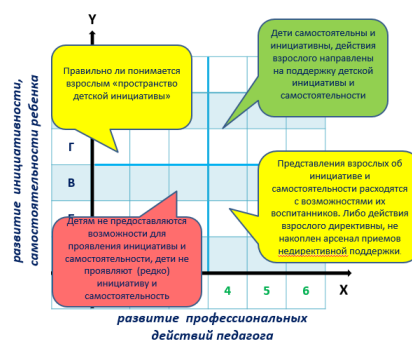 Y
Дети самостоятельны и
инициативны, действия
взрослого направлены
на поддержку детской
инициативы и
самостоятельности
Правильно ли понимается
взрослым «пространство
детской инициативы»
развитие инициативности,
самостоятельности ребенка
Г
В
Представления взрослых об
инициативе и
самостоятельности расходятся
с возможностями их
воспитанников. Либо действия
взрослого директивны, не
накоплен арсенал приемов
недирективной поддержки.
Детям не предоставляются
возможности для
проявления инициативы и
самостоятельности, дети не
проявляют (редко)
инициативу и
самостоятельность
4 5 6 X
развитие профессиональных
действий педагога